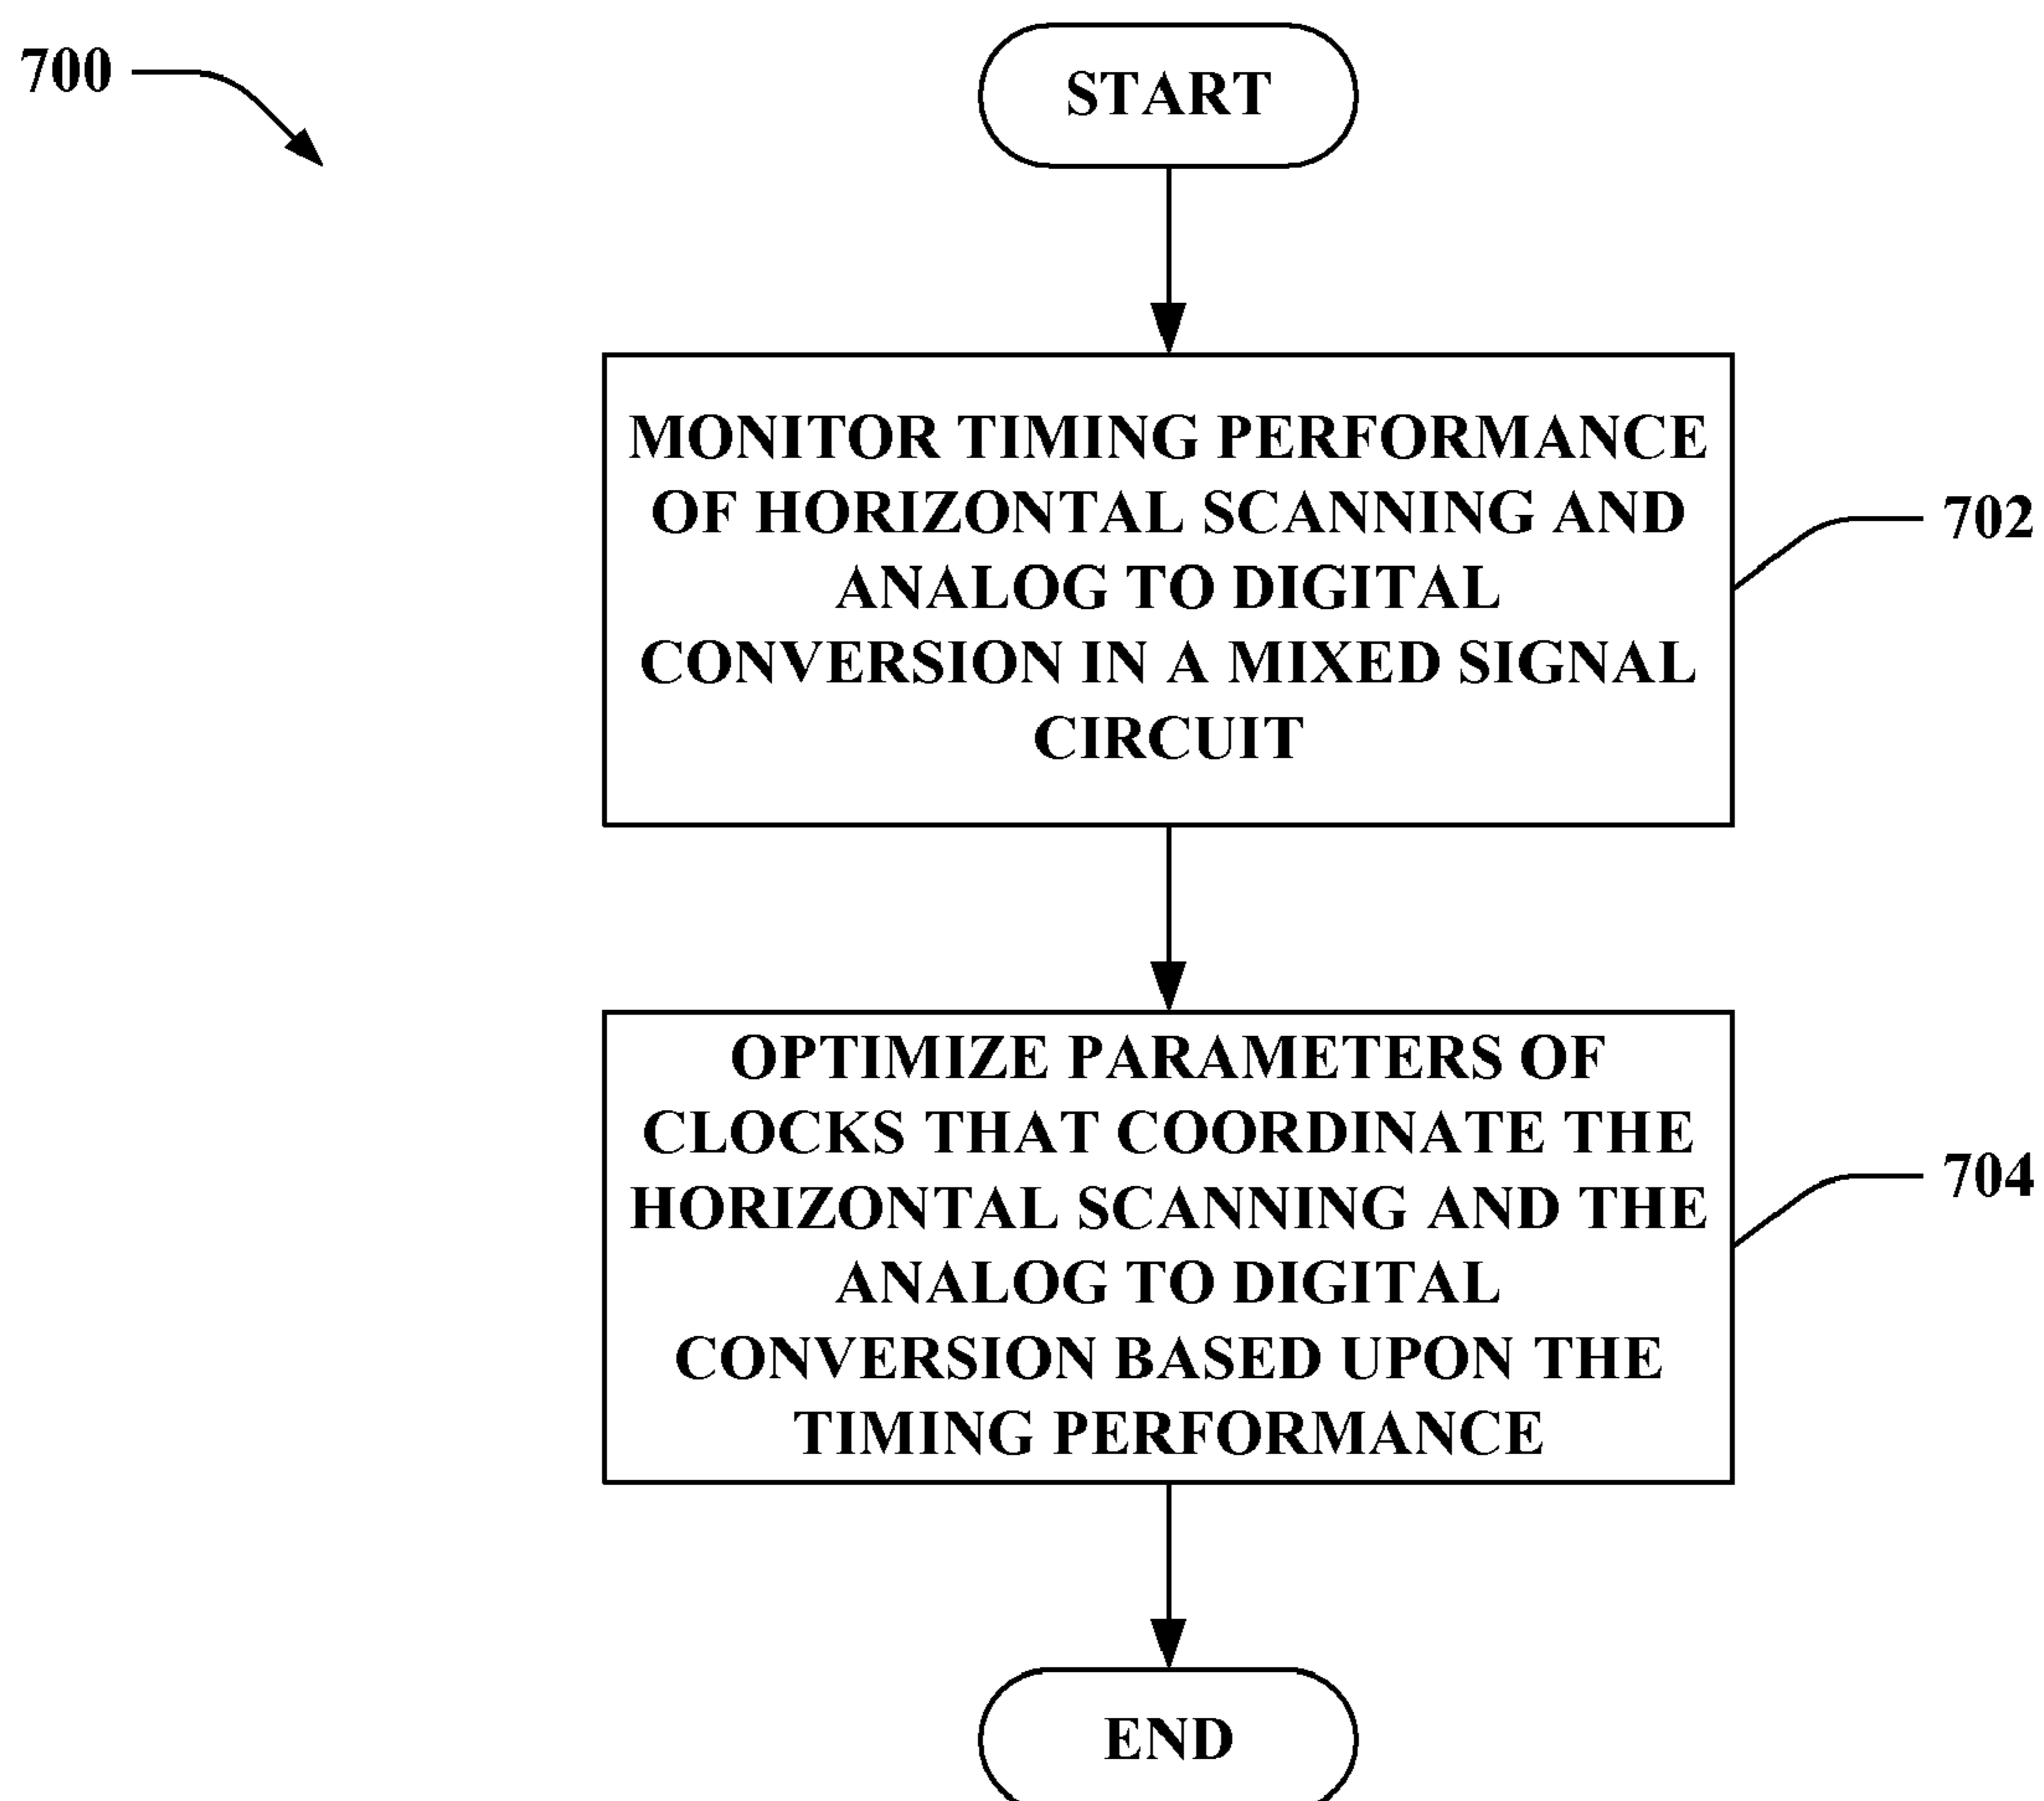 700
START
MONITOR TIMING PERFORMANCE
OF HORIZONTAL SCANNING AND
ANALOG TO DIGITAL
CONVERSION IN A MIXED SIGNAL
CIRCUIT
702
OPTIMIZE PARAMETERS OF
CLOCKS THAT COORDINATE THE
HORIZONTAL SCANNING AND THE
ANALOG TO DIGITAL
CONVERSION BASED UPON THE
TIMING PERFORMANCE
704
END